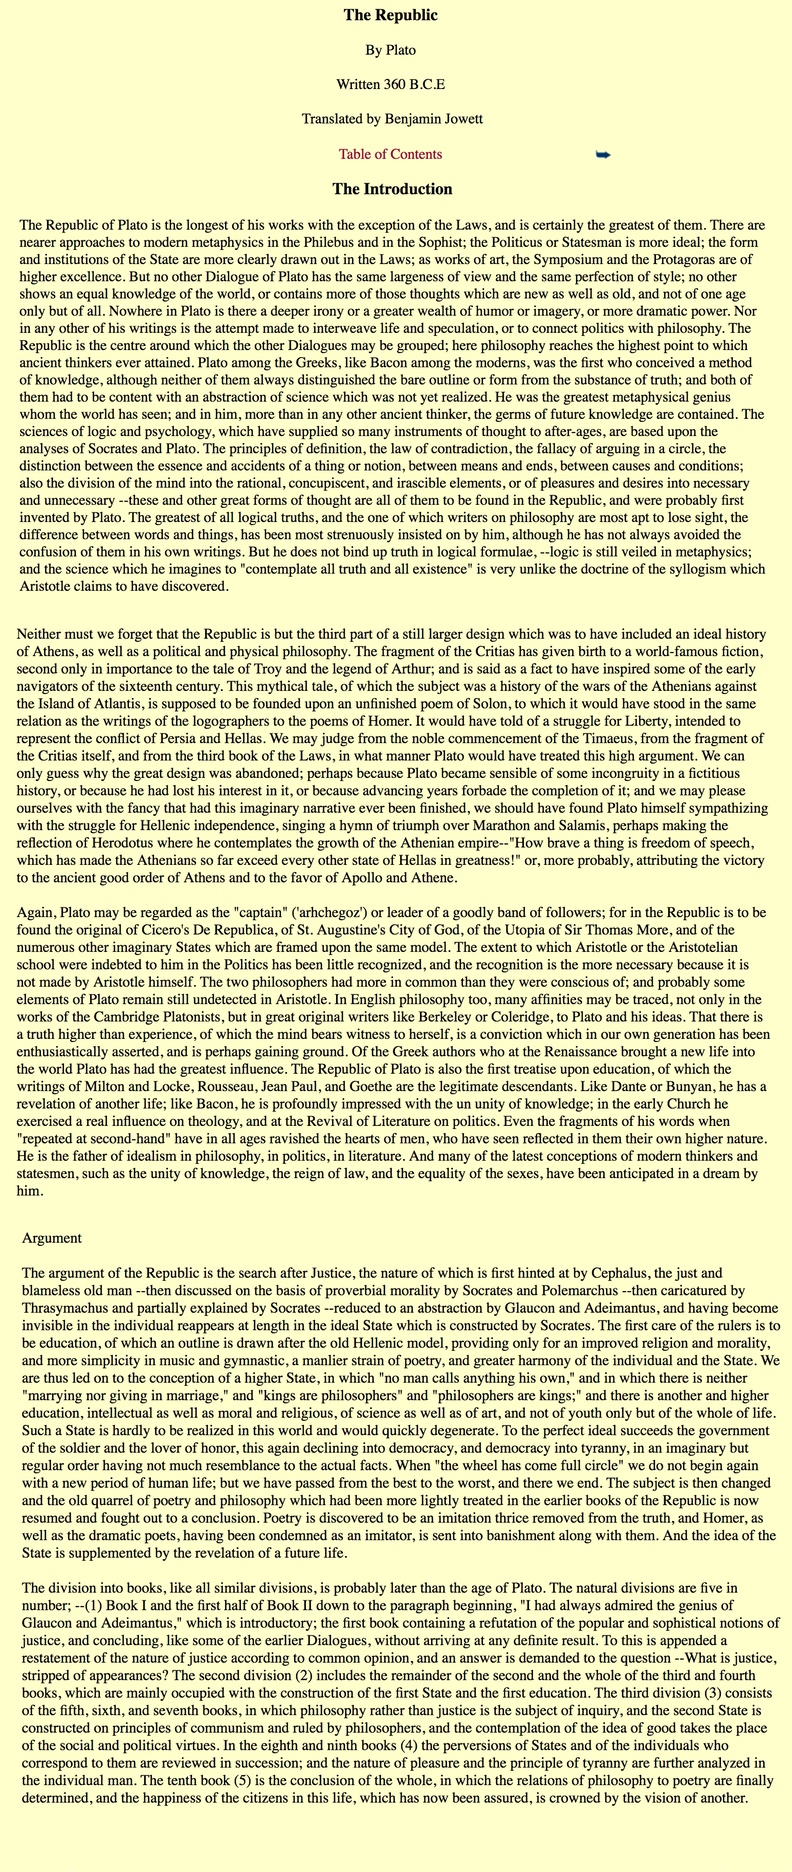 The Republic
By Plato
Written 360 B.C.E
Translated by Benjamin Jowett
Table of Contents
The Introduction
The Republic of Plato is the longest of his works with the exception of the Laws, and is certainly the greatest of them. There are
nearer approaches to modern metaphysics in the Philebus and in the Sophist; the Politicus or Statesman is more ideal; the form
and institutions of the State are more clearly drawn out in the Laws; as works of art, the Symposium and the Protagoras are of
higher excellence. But no other Dialogue of Plato has the same largeness of view and the same perfection of style; no other
shows an equal knowledge of the world, or contains more of those thoughts which are new as well as old, and not of one age
only but of all. Nowhere in Plato is there a deeper irony or a greater wealth of humor or imagery, or more dramatic power. Nor
in any other of his writings is the attempt made to interweave life and speculation, or to connect politics with philosophy. The
Republic is the centre around which the other Dialogues may be grouped; here philosophy reaches the highest point to which
ancient thinkers ever attained. Plato among the Greeks, like Bacon among the moderns, was the first who conceived a method
of knowledge, although neither of them always distinguished the bare outline or form from the substance of truth; and both of
them had to be content with an abstraction of science which was not yet realized. He was the greatest metaphysical genius
whom the world has seen; and in him, more than in any other ancient thinker, the germs of future knowledge are contained. The
sciences of logic and psychology, which have supplied so many instruments of thought to after-ages, are based upon the
analyses of Socrates and Plato. The principles of definition, the law of contradiction, the fallacy of arguing in a circle, the
distinction between the essence and accidents of a thing or notion, between means and ends, between causes and conditions;
also the division of the mind into the rational, concupiscent, and irascible elements, or of pleasures and desires into necessary
and unnecessary --these and other great forms of thought are all of them to be found in the Republic, and were probably first
invented by Plato. The greatest of all logical truths, and the one of which writers on philosophy are most apt to lose sight, the
difference between words and things, has been most strenuously insisted on by him, although he has not always avoided the
confusion of them in his own writings. But he does not bind up truth in logical formulae, --logic is still veiled in metaphysics;
and the science which he imagines to "contemplate all truth and all existence" is very unlike the doctrine of the syllogism which
Aristotle claims to have discovered.
Neither must we forget that the Republic is but the third part of a still larger design which was to have included an ideal history
of Athens, as well as a political and physical philosophy. The fragment of the Critias has given birth to a world-famous fiction,
second only in importance to the tale of Troy and the legend of Arthur; and is said as a fact to have inspired some of the early
navigators of the sixteenth century. This mythical tale, of which the subject was a history of the wars of the Athenians against
the Island of Atlantis, is supposed to be founded upon an unfinished poem of Solon, to which it would have stood in the same
relation as the writings of the logographers to the poems of Homer. It would have told of a struggle for Liberty, intended to
represent the conflict of Persia and Hellas. We may judge from the noble commencement of the Timaeus, from the fragment of
the Critias itself, and from the third book of the Laws, in what manner Plato would have treated this high argument. We can
only guess why the great design was abandoned; perhaps because Plato became sensible of some incongruity in a fictitious
history, or because he had lost his interest in it, or because advancing years forbade the completion of it; and we may please
ourselves with the fancy that had this imaginary narrative ever been finished, we should have found Plato himself sympathizing
with the struggle for Hellenic independence, singing a hymn of triumph over Marathon and Salamis, perhaps making the
reflection of Herodotus where he contemplates the growth of the Athenian empire--"How brave a thing is freedom of speech,
which has made the Athenians so far exceed every other state of Hellas in greatness!" or, more probably, attributing the victory
to the ancient good order of Athens and to the favor of Apollo and Athene.
Again, Plato may be regarded as the "captain" ('arhchegoz') or leader of a goodly band of followers; for in the Republic is to be
found the original of Cicero's De Republica, of St. Augustine's City of God, of the Utopia of Sir Thomas More, and of the
numerous other imaginary States which are framed upon the same model. The extent to which Aristotle or the Aristotelian
school were indebted to him in the Politics has been little recognized, and the recognition is the more necessary because it is
not made by Aristotle himself. The two philosophers had more in common than they were conscious of; and probably some
elements of Plato remain still undetected in Aristotle. In English philosophy too, many affinities may be traced, not only in the
works of the Cambridge Platonists, but in great original writers like Berkeley or Coleridge, to Plato and his ideas. That there is
a truth higher than experience, of which the mind bears witness to herself, is a conviction which in our own generation has been
enthusiastically asserted, and is perhaps gaining ground. Of the Greek authors who at the Renaissance brought a new life into
the world Plato has had the greatest influence. The Republic of Plato is also the first treatise upon education, of which the
writings of Milton and Locke, Rousseau, Jean Paul, and Goethe are the legitimate descendants. Like Dante or Bunyan, he has a
revelation of another life; like Bacon, he is profoundly impressed with the un unity of knowledge; in the early Church he
exercised a real influence on theology, and at the Revival of Literature on politics. Even the fragments of his words when
"repeated at second-hand" have in all ages ravished the hearts of men, who have seen reflected in them their own higher nature.
He is the father of idealism in philosophy, in politics, in literature. And many of the latest conceptions of modern thinkers and
statesmen, such as the unity of knowledge, the reign of law, and the equality of the sexes, have been anticipated in a dream by
him.
Argument
The argument of the Republic is the search after Justice, the nature of which is first hinted at by Cephalus, the just and
blameless old man --then discussed on the basis of proverbial morality by Socrates and Polemarchus --then caricatured by
Thrasymachus and partially explained by Socrates --reduced to an abstraction by Glaucon and Adeimantus, and having become
invisible in the individual reappears at length in the ideal State which is constructed by Socrates. The first care of the rulers is to
be education, of which an outline is drawn after the old Hellenic model, providing only for an improved religion and morality,
and more simplicity in music and gymnastic, a manlier strain of poetry, and greater harmony of the individual and the State. We
are thus led on to the conception of a higher State, in which "no man calls anything his own," and in which there is neither
"marrying nor giving in marriage," and "kings are philosophers" and "philosophers are kings;" and there is another and higher
education, intellectual as well as moral and religious, of science as well as of art, and not of youth only but of the whole of life.
Such a State is hardly to be realized in this world and would quickly degenerate. To the perfect ideal succeeds the government
of the soldier and the lover of honor, this again declining into democracy, and democracy into tyranny, in an imaginary but
regular order having not much resemblance to the actual facts. When "the wheel has come full circle" we do not begin again
with a new period of human life; but we have passed from the best to the worst, and there we end. The subject is then changed
and the old quarrel of poetry and philosophy which had been more lightly treated in the earlier books of the Republic is now
resumed and fought out to a conclusion. Poetry is discovered to be an imitation thrice removed from the truth, and Homer, as
well as the dramatic poets, having been condemned as an imitator, is sent into banishment along with them. And the idea of the
State is supplemented by the revelation of a future life.
The division into books, like all similar divisions, is probably later than the age of Plato. The natural divisions are five in
number; --(1) Book I and the first half of Book II down to the paragraph beginning, "I had always admired the genius of
Glaucon and Adeimantus," which is introductory; the first book containing a refutation of the popular and sophistical notions of
justice, and concluding, like some of the earlier Dialogues, without arriving at any definite result. To this is appended a
restatement of the nature of justice according to common opinion, and an answer is demanded to the question --What is justice,
stripped of appearances? The second division (2) includes the remainder of the second and the whole of the third and fourth
books, which are mainly occupied with the construction of the first State and the first education. The third division (3) consists
of the fifth, sixth, and seventh books, in which philosophy rather than justice is the subject of inquiry, and the second State is
constructed on principles of communism and ruled by philosophers, and the contemplation of the idea of good takes the place
of the social and political virtues. In the eighth and ninth books (4) the perversions of States and of the individuals who
correspond to them are reviewed in succession; and the nature of pleasure and the principle of tyranny are further analyzed in
the individual man. The tenth book (5) is the conclusion of the whole, in which the relations of philosophy to poetry are finally
determined, and the happiness of the citizens in this life, which has now been assured, is crowned by the vision of another.